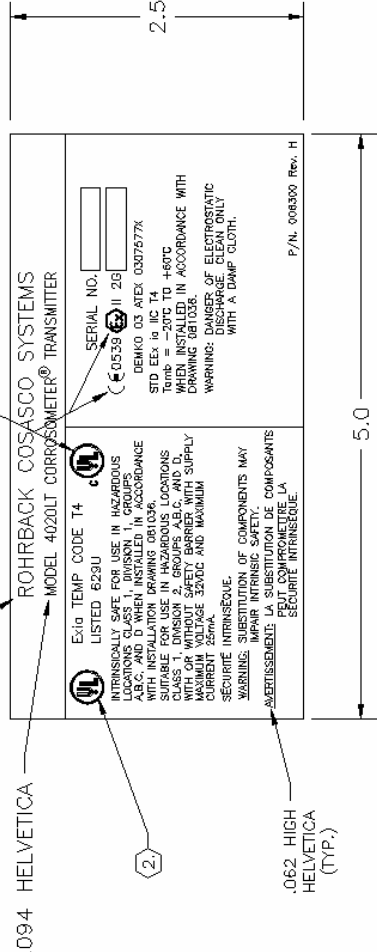 2.5
ROHRBACK COSASCO SYSTEMS
MODEL 4020LT CORROSOMETER® TRANSMITTER
UL
Exia TEMP CODE T4
LISTED 629U
c UL
INTRINSICALLY SAFE FOR USE IN HAZARDOUS
LOCATIONS CLASS 1, DIVISION 1, GROUPS
A,B,C, AND D WHEN INSTALLED IN ACCORDANCE
WITH INSTALLATION DRAWING 081036.
SUITABLE FOR USE IN HAZARDOUS LOCATIONS
CLASS 1, DIVISION 2, GROUPS A,B,C, AND D,
WITH OR WITHOUT SAFETY BARRIER WITH SUPPLY
MAXIMUM VOLTAGE 32VDC AND MAXIMUM
CURRENT 25mA.
SÉCURITÉ INTRINSÈQUE.
WARNING: SUBSTITUTION OF COMPONENTS MAY
IMPAIR INTRINSIC SAFETY.
AVERTISSEMENT: LA SUBSTITUTION DE COMPOSANTS
PEUT COMPROMETTRE LA
SÉCURITÉ INTRINSÈQUE.
SERIAL NO.
CE 0539 Ex II 2G
DEMKO 03 ATEX 0307577X
STD EEx ia IIC T4
Tamb = -20°C TO +60°C
WHEN INSTALLED IN ACCORDANCE WITH
DRAWING 081036.
WARNING: DANGER OF ELECTROSTATIC
DISCHARGE. CLEAN ONLY
WITH A DAMP CLOTH.
P/N. 008300 Rev. H
094 HELVETICA
2.
.062 HIGH
HELVETICA
(TYP.)
5.0